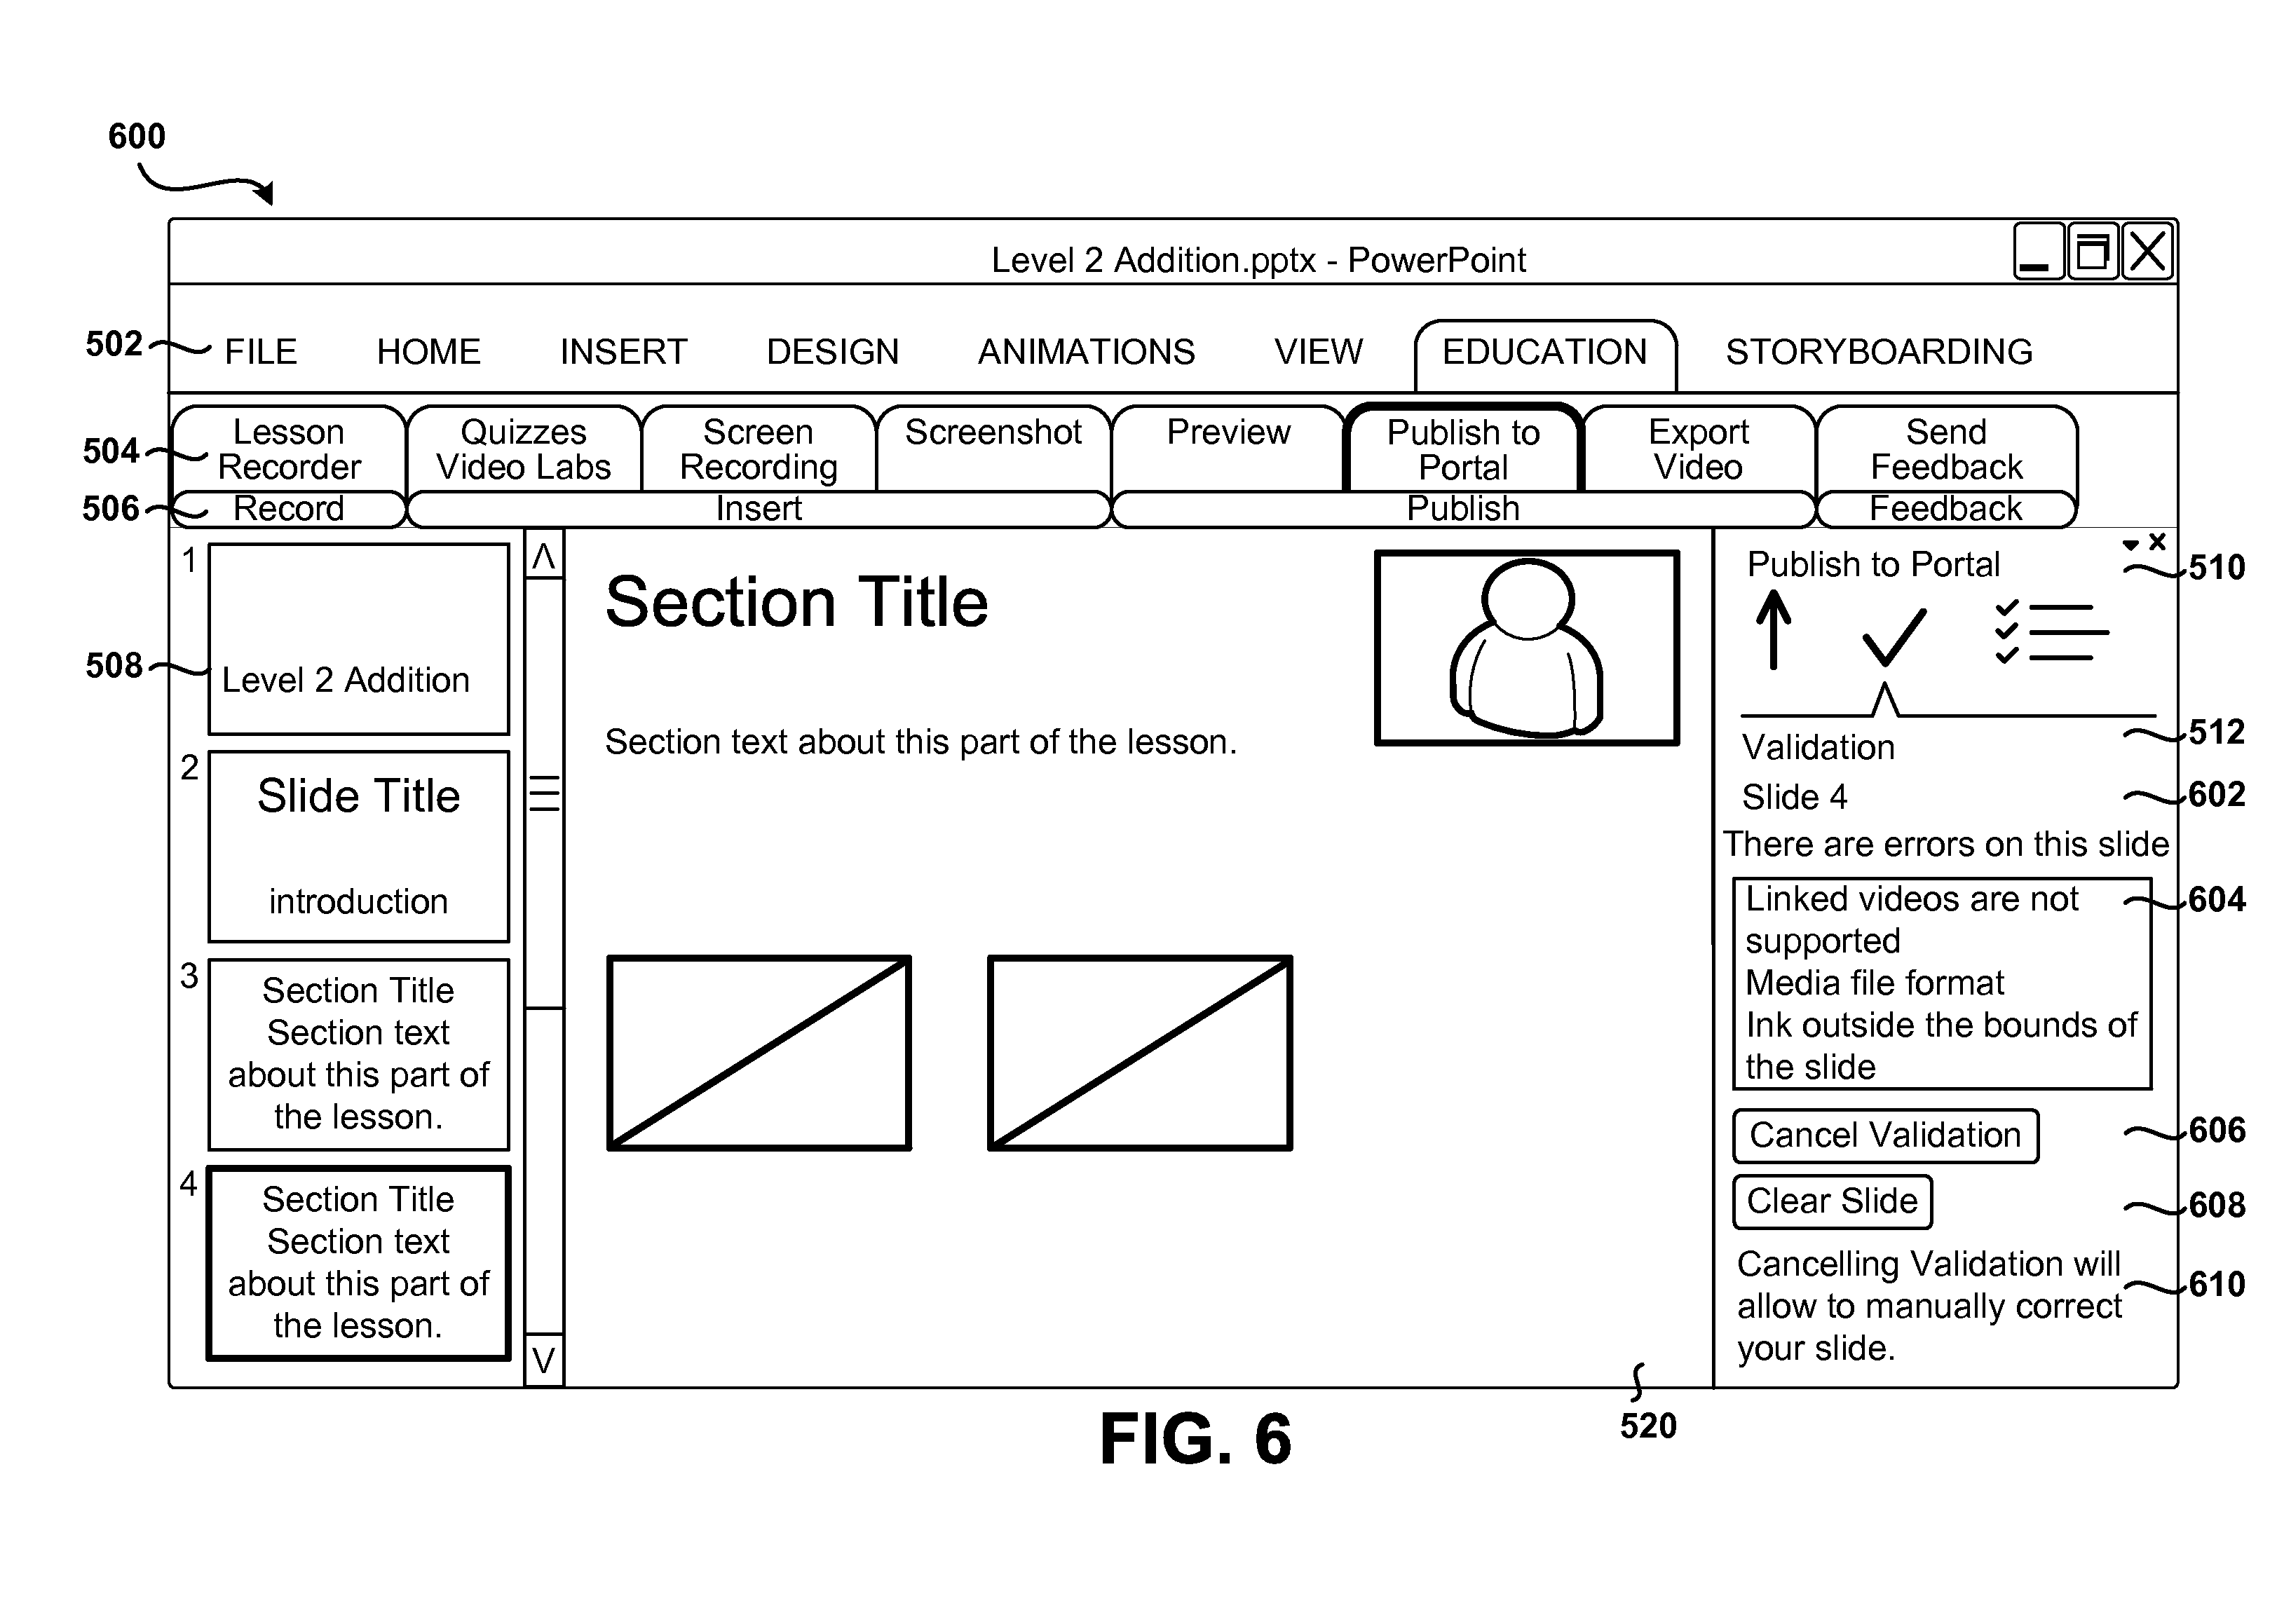 600
Level 2 Addition.pptx - PowerPoint
502
FILE HOME INSERT DESIGN ANIMATIONS VIEW EDUCATION STORYBOARDING
504
Lesson
Recorder
Quizzes
Video Labs
Screen
Recording
Screenshot
Preview
Publish to
Portal
Export
Video
Send
Feedback
506
Record Insert Publish Feedback
508
1
Level 2 Addition
2
Slide Title
introduction
3
Section Title
Section text
about this part of
the lesson.
4
Section Title
Section text
about this part of
the lesson.
Section Title
Section text about this part of the lesson.
520
Publish to Portal
510
512
Validation
Slide 4
602
There are errors on this slide
Linked videos are not
604
supported
Media file format
Ink outside the bounds of
the slide
Cancel Validation
606
Clear Slide
608
Cancelling Validation will
610
allow to manually correct
your slide.
FIG. 6